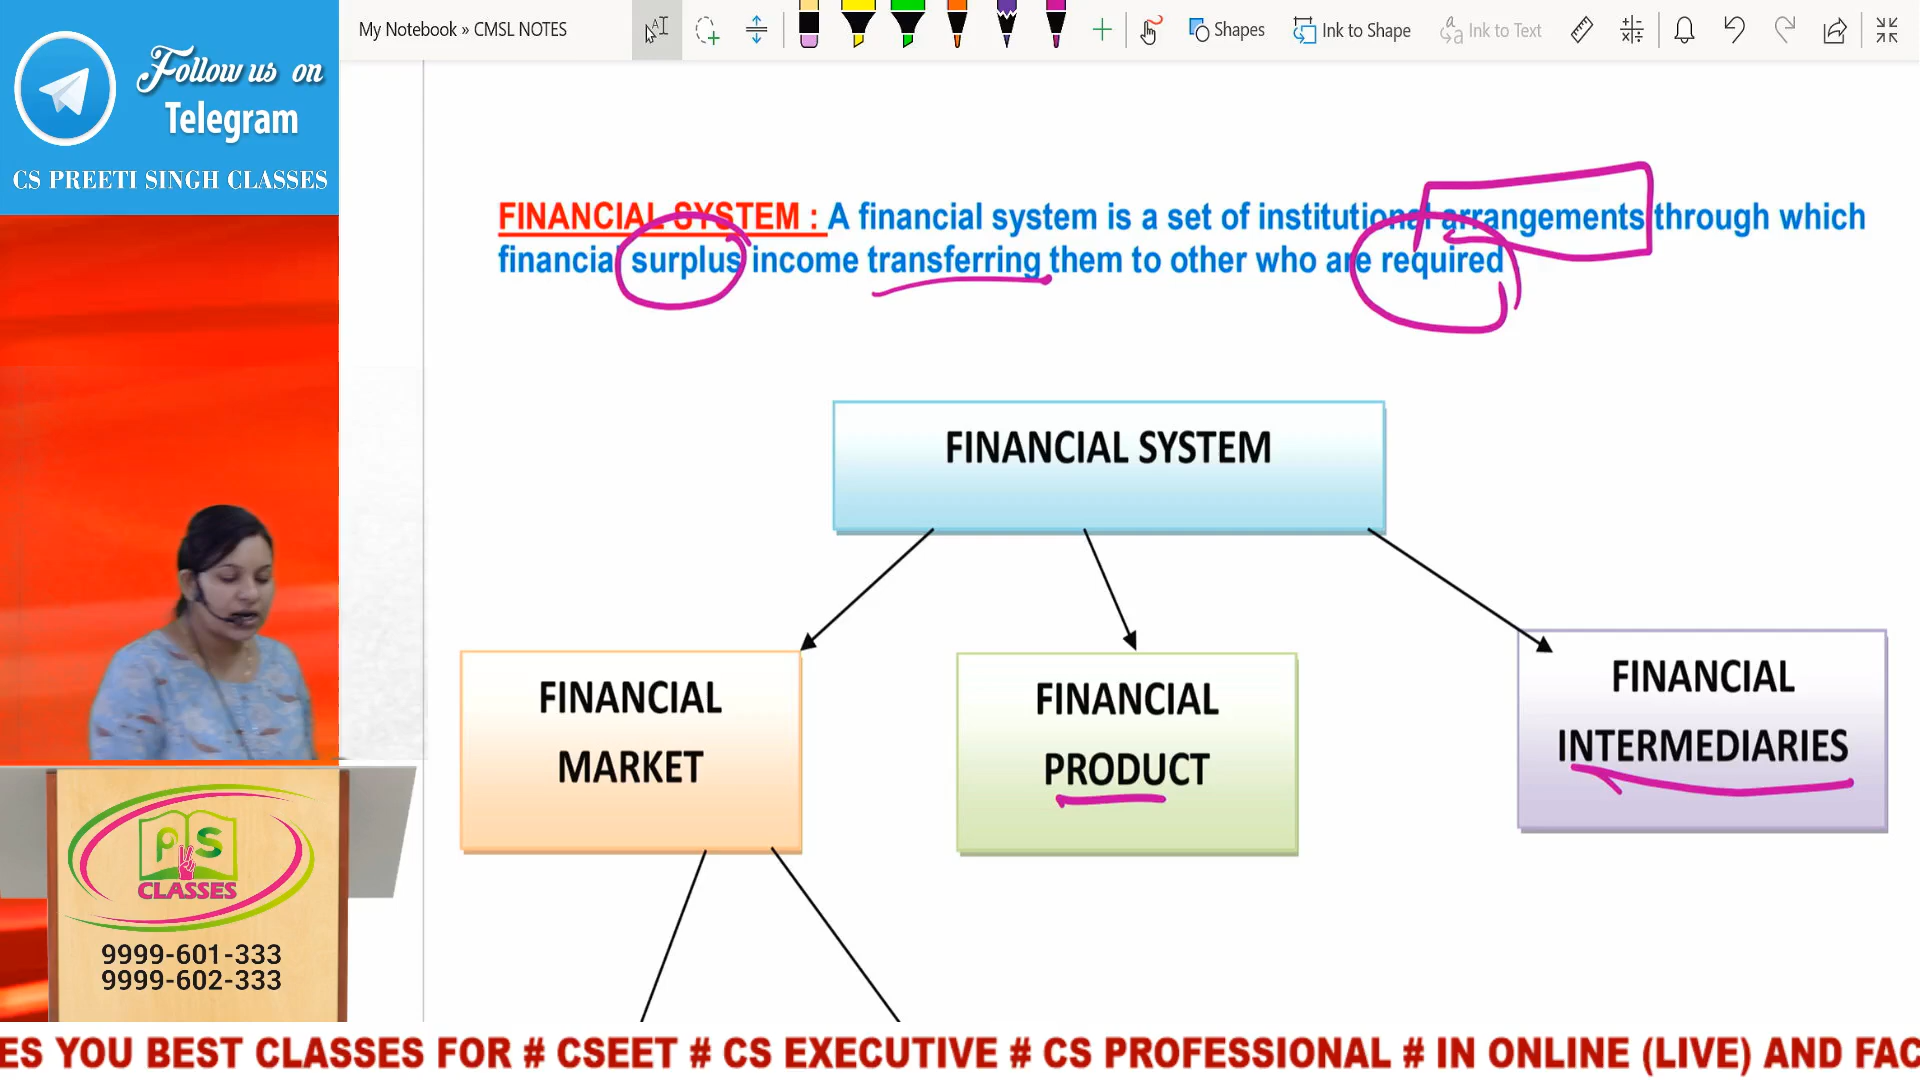 Follow us on
Telegram
CS PREETI SINGH CLASSES
My Notebook » CMSL NOTES
Shapes
Ink to Shape
Ink to Text
FINANCIAL SYSTEM : A financial system is a set of institutional arrangements through which
financial surplus income transferring them to other who are required
FINANCIAL SYSTEM
FINANCIAL
MARKET
FINANCIAL
PRODUCT
FINANCIAL
INTERMEDIARIES
PS
CLASSES
9999-601-333
9999-602-333
ES YOU BEST CLASSES FOR # CSEET # CS EXECUTIVE # CS PROFESSIONAL # IN ONLINE (LIVE) AND FAC